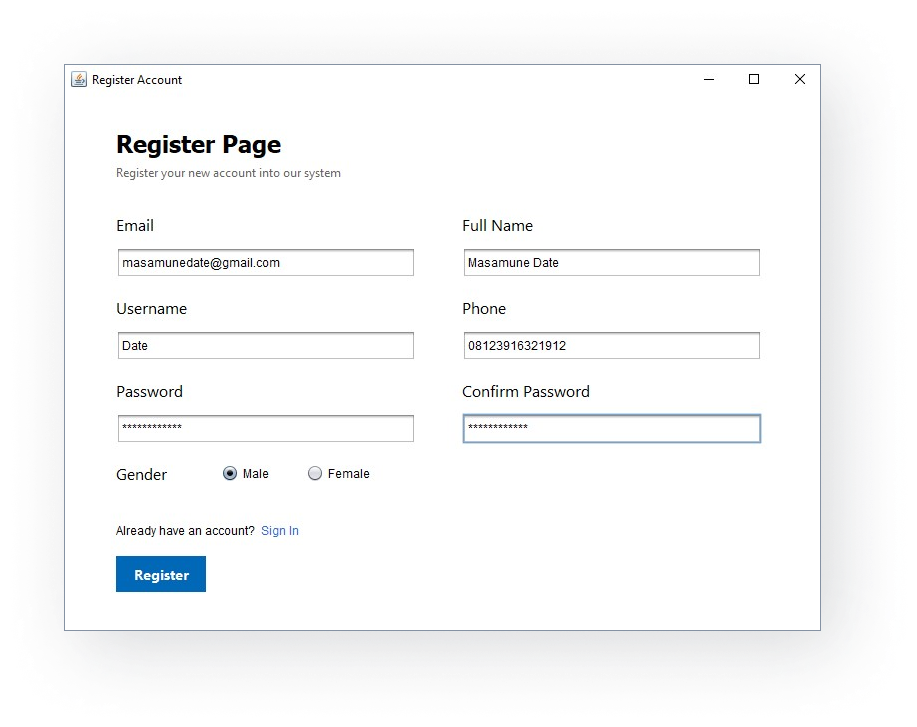 Register Account
Register Page
Register your new account into our system
Email
Full Name
masamunedate@gmail.com
Masamune Date
Username
Phone
Date
08123916321912
Password
Confirm Password
************
************
Gender
Male
Female
Already have an account? Sign In
Register